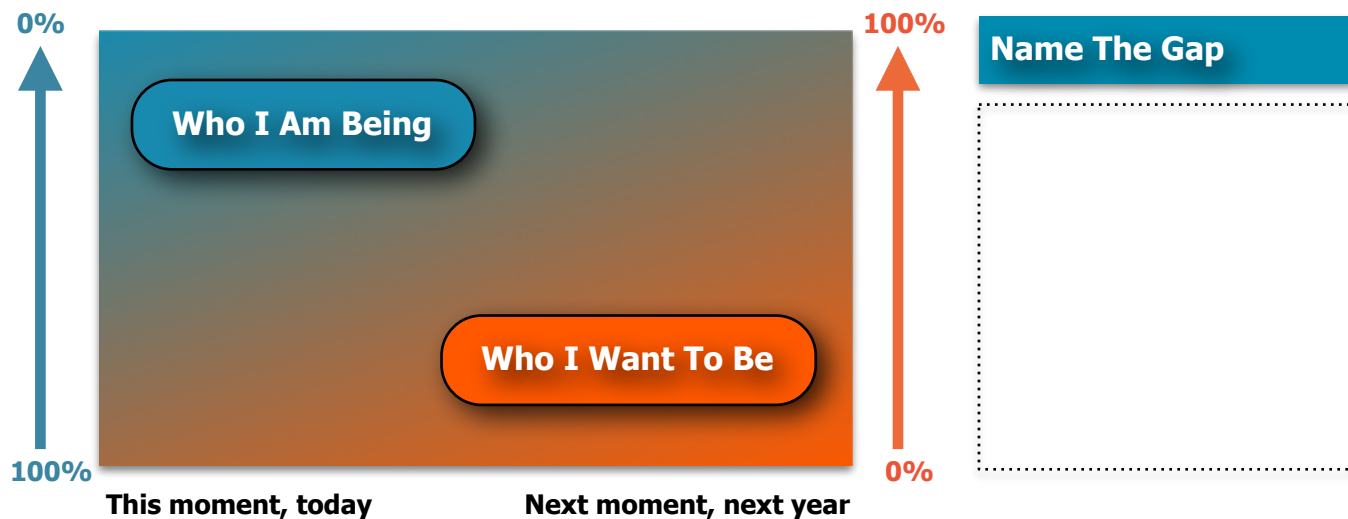 0%
100%
Name The Gap
Who I Am Being
Who I Want To Be
100%
0%
This moment, today
Next moment, next year